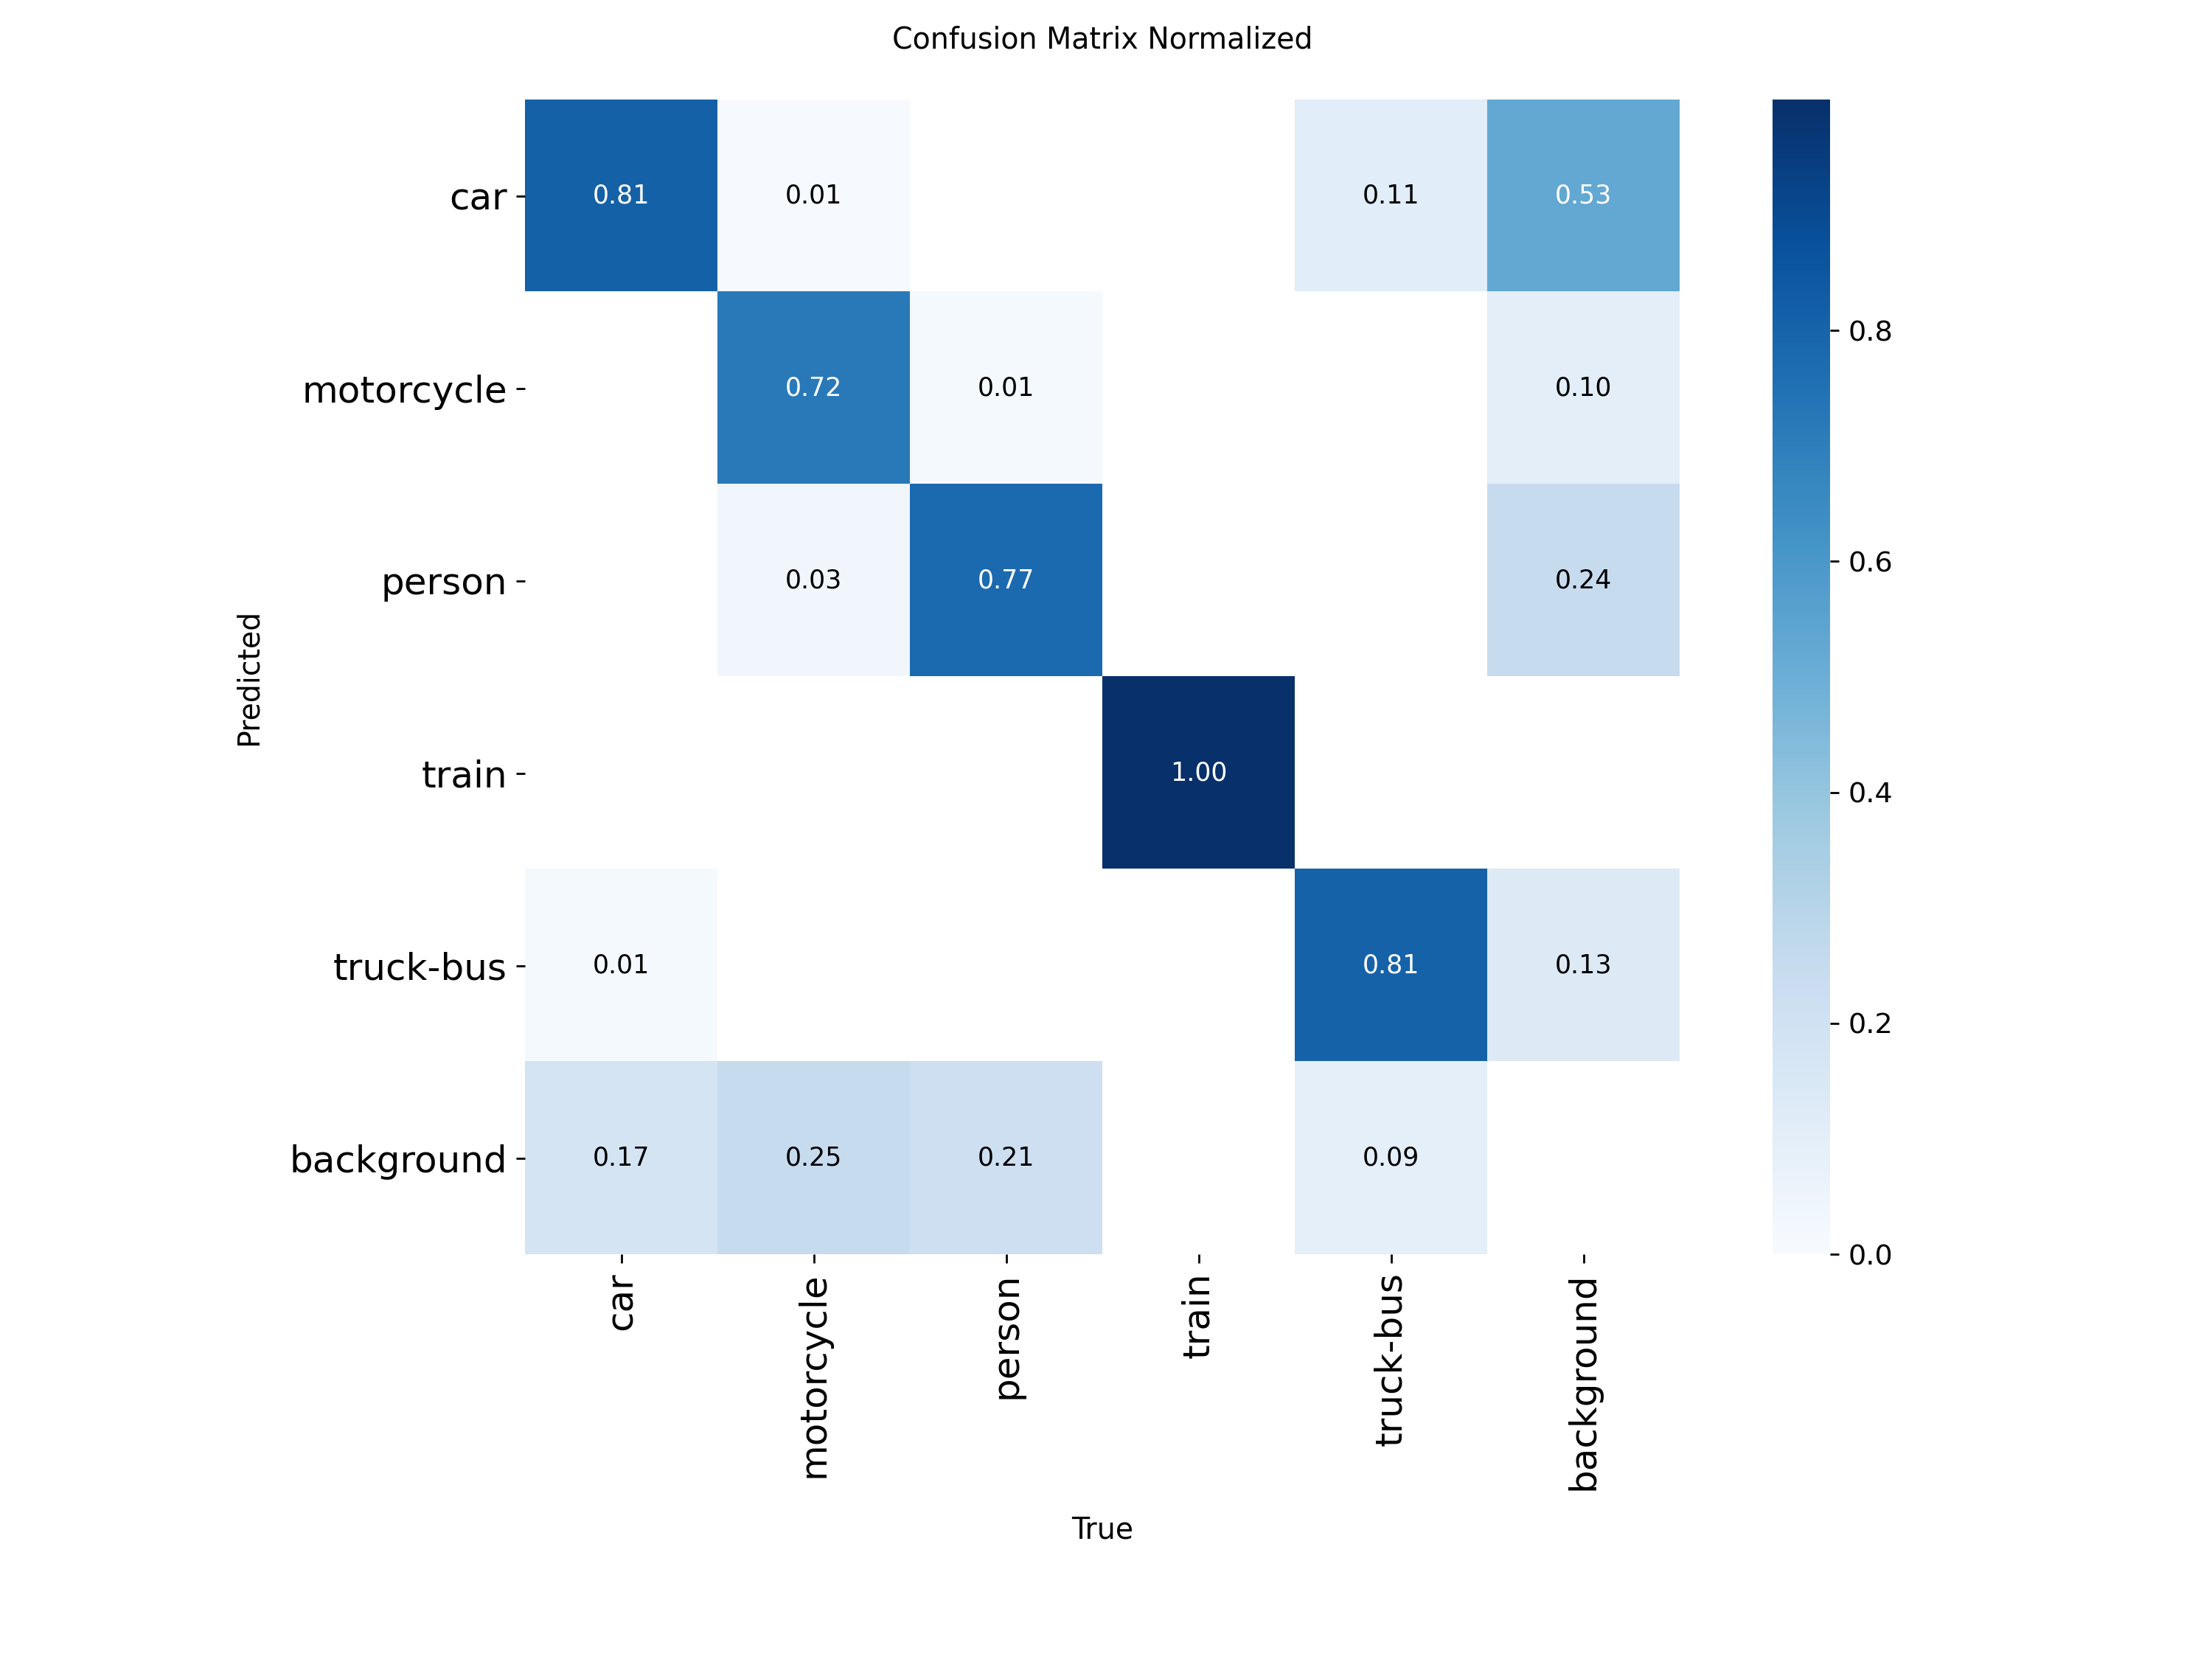 Confusion Matrix Normalized
car 0.81 0.01 0.11 0.53
motorcycle 0.72 0.01 0.10
person 0.03 0.77 0.24
train 1.00
truck-bus 0.01 0.81 0.13
background 0.17 0.25 0.21 0.09
Predicted
car
motorcycle
person
train
truck-bus
background
True
0.8
0.6
0.4
0.2
0.0